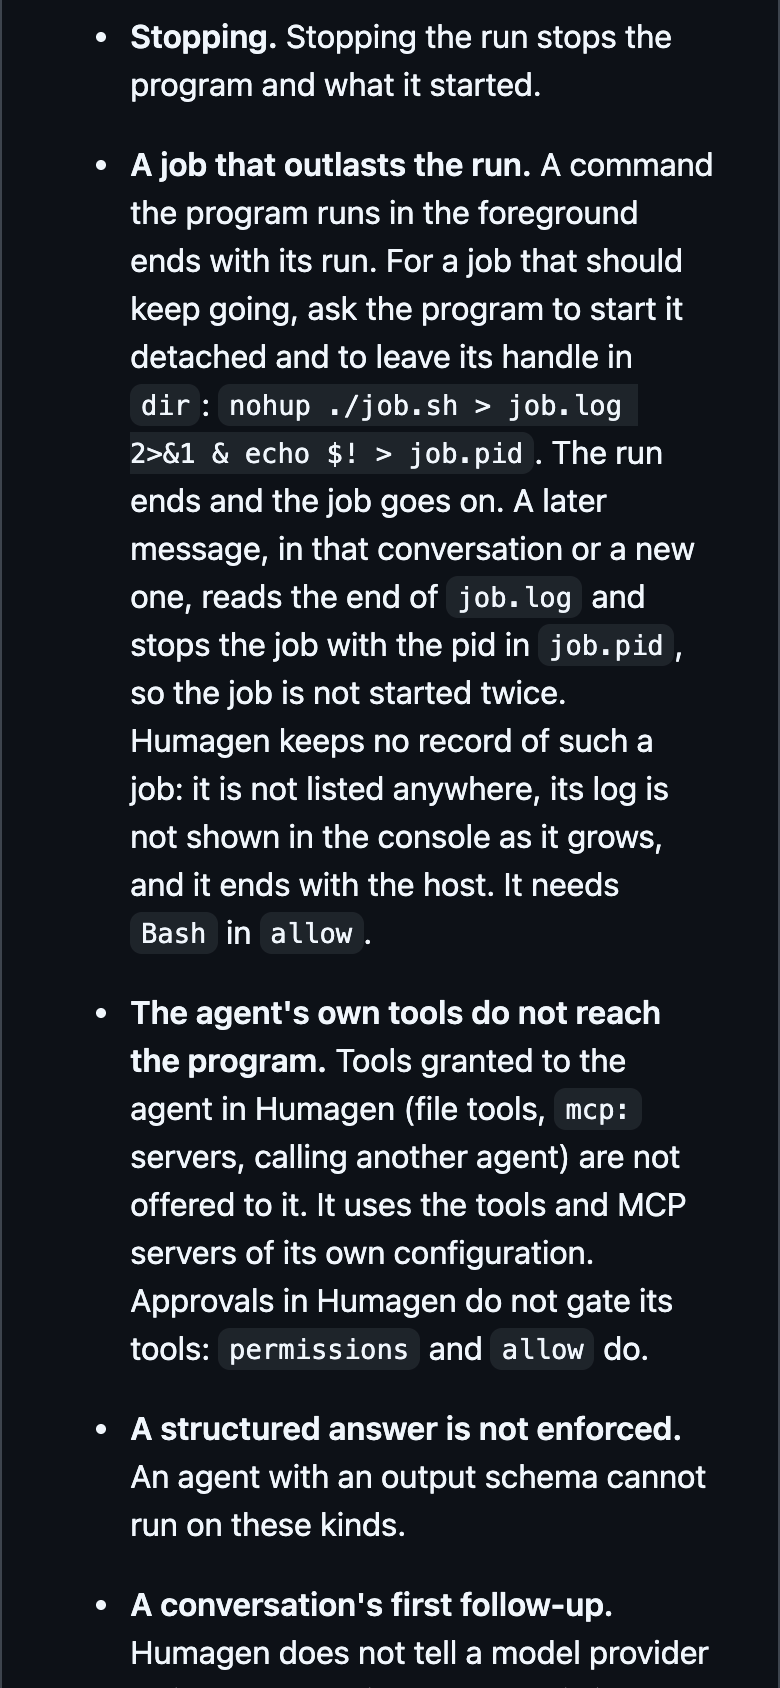 • Stopping. Stopping the run stops the
program and what it started.
• A job that outlasts the run. A command
the program runs in the foreground
ends with its run. For a job that should
keep going, ask the program to start it
detached and to leave its handle in
dir: nohup ./job.sh > job.log
2>&1 & echo $! > job.pid. The run
ends and the job goes on. A later
message, in that conversation or a new
one, reads the end of job.log and
stops the job with the pid in job.pid,
so the job is not started twice.
Humagen keeps no record of such a
job: it is not listed anywhere, its log is
not shown in the console as it grows,
and it ends with the host. It needs
Bash in allow.
• The agent's own tools do not reach
the program. Tools granted to the
agent in Humagen (file tools, mcp:
servers, calling another agent) are not
offered to it. It uses the tools and MCP
servers of its own configuration.
Approvals in Humagen do not gate its
tools: permissions and allow do.
• A structured answer is not enforced.
An agent with an output schema cannot
run on these kinds.
• A conversation's first follow-up.
Humagen does not tell a model provider